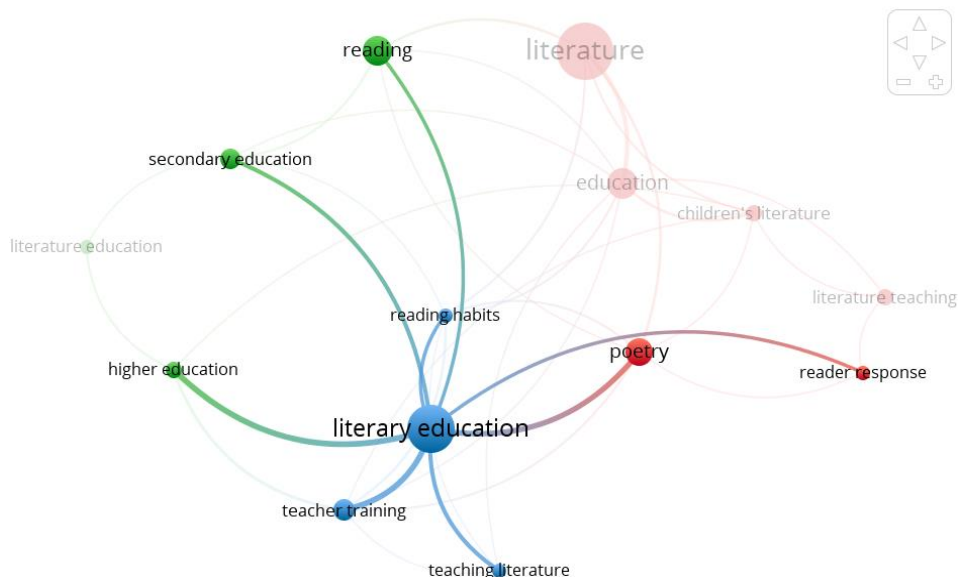 reading
literature
secondary education
education
children's literature
literature education
literature teaching
reading habits
poetry
higher education
reader response
literary education
teacher training
teaching literature